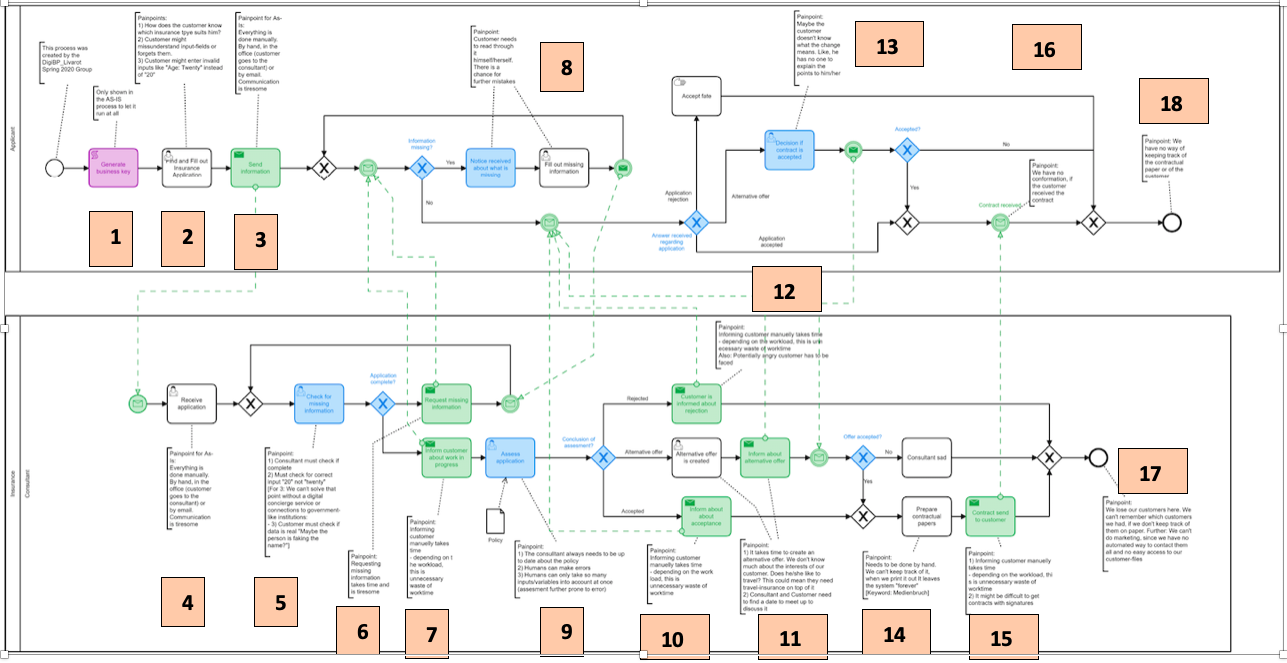 Applicant
This process was
created by the
DigiBP_Livarot
Spring 2020 Group
Only shown in
the AS-IS
process to let it
run at all
Painpoints:
1) How does the customer know
which insurance tpye suits him?
2) Customer might
missunderstand input-fields or
forgets them.
3) Customer might enter invalid
inputs like "Age: Twenty" instead
of "20"
Painpoint for As-
Is:
Everything is
done manually.
By hand, in the
office (customer
goes to the
consultant) or
by email.
Communication
is tiresome
Painpoint:
Customer needs
to read through
it
himself/herself.
There is a
chance for
further mistakes
8
Painpoint:
Maybe the
customer
doesn't know
what the change
means. Like, he
has no one to
explain the
points to him/her
13
16
18
Generate
business key
Find and Fill out
Insurance
Application
Send
information
Information
missing?
Yes
No
Notice received
about what is
missing
Fill out missing
information
Accept fate
Application
rejection
Answer received
regarding
application
Alternative offer
Application
accepted
Decision if
contract is
accepted
Accepted?
No
Yes
Contract received
Painpoint:
We have no
conformation, if
the customer
received the
contract
Painpoint: We
have no way of
keeping track of
the contractual
paper or of the
customer
1
2
3
12
Insurance
Consultant
Receive
application
Check for
missing
information
Application
complete?
Request missing
information
Inform customer
about work in
progress
Assess
application
Policy
Conclusion of
assesment?
Rejected
Alternative offer
Accepted
Painpoint:
Informing customer manually takes time
- depending on the workload, this is unn
ecessary waste of worktime
Also: Potentially angry customer has to be
faced
Customer is
informed about
rejection
Alternative offer
is created
Inform about
alternative offer
Inform about
about
acceptance
Offer accepted?
No
Yes
Consultant sad
Prepare
contractual
papers
Contract send
to customer
17
Painpoint for As-
Is:
Everything is
done manually.
By hand, in the
office (customer
goes to the
consultant) or
by email.
Communication
is tiresome
Painpoint:
1) Consultant must check if
complete
2) Must check for correct
input "20" not "twenty"
[For 3: We can't solve that
point without a digital
concierge service or
connections to government-
like institutions
- 3) Customer must check if
data is real "Maybe the
person is faking the
name?"]
Painpoint:
Requesting
missing
information
takes time and
is tiresome
Painpoint:
Informing
customer
manually takes
time
- depending on t
he workload,
this is
unnecessary
waste of
worktime
Painpoint:
1) The consultant always needs to be up
to date about the policy
2) Humans can make errors
3) Humans can only take so many
inputs/variables into account at once
(assesment further prone to error)
Painpoint:
Informing customer
manually takes time
- depending on the work
load, this is
unnecessary waste of
worktime
Painpoint:
1) It takes time to create an
alternative offer. We don't know
much about the interests of our
customer. Does he/she like to
travel? This could mean they need
travel-insurance on top of it
2) Consultant and Customer need
to find a date to meet up to
discuss it
Painpoint:
Needs to be done by hand.
We can't keep track of it,
when we print it out It leaves
the system "forever"
[Keyword: Medienbruch]
Painpoint:
1) Informing customer manually
takes time
- depending on the workload, thi
s is unnecessary waste of
worktime
2) It might be difficult to get
contracts with signatures
Painpoint:
We lose our customers here. We
can't remember which customers
we had, if we don't keep track of
them on paper. Further: We can't
do marketing, since we have no
automated way to contact them
all and no easy access to our
customer-files
4
5
6
7
9
10
11
14
15